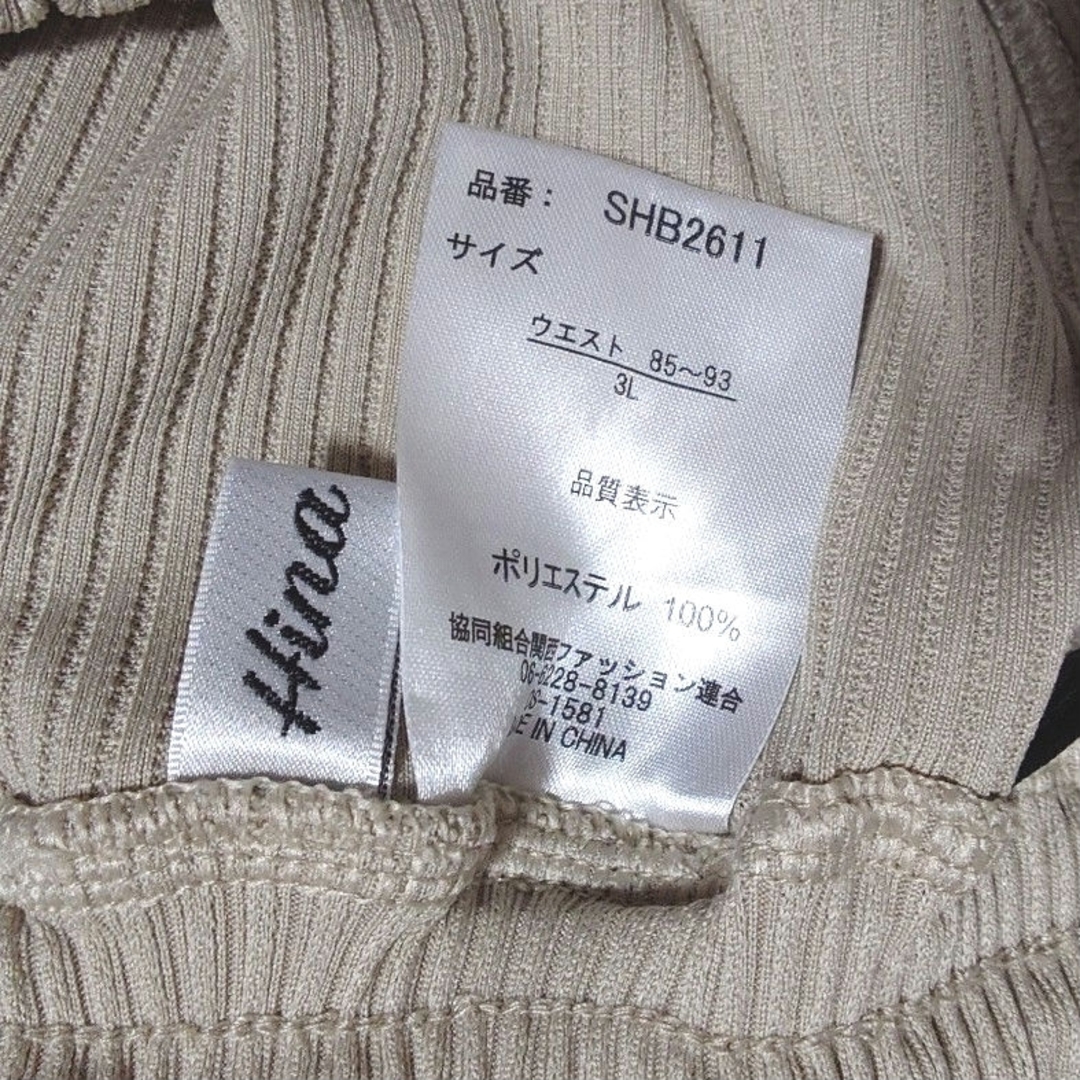 品番： SHB2611
サイズ
ウエスト 85～93
3L
品質表示
ポリエステル 100%
協同組合関西ファッション連合
06-6228-8139
-1581
IN CHINA
Hina